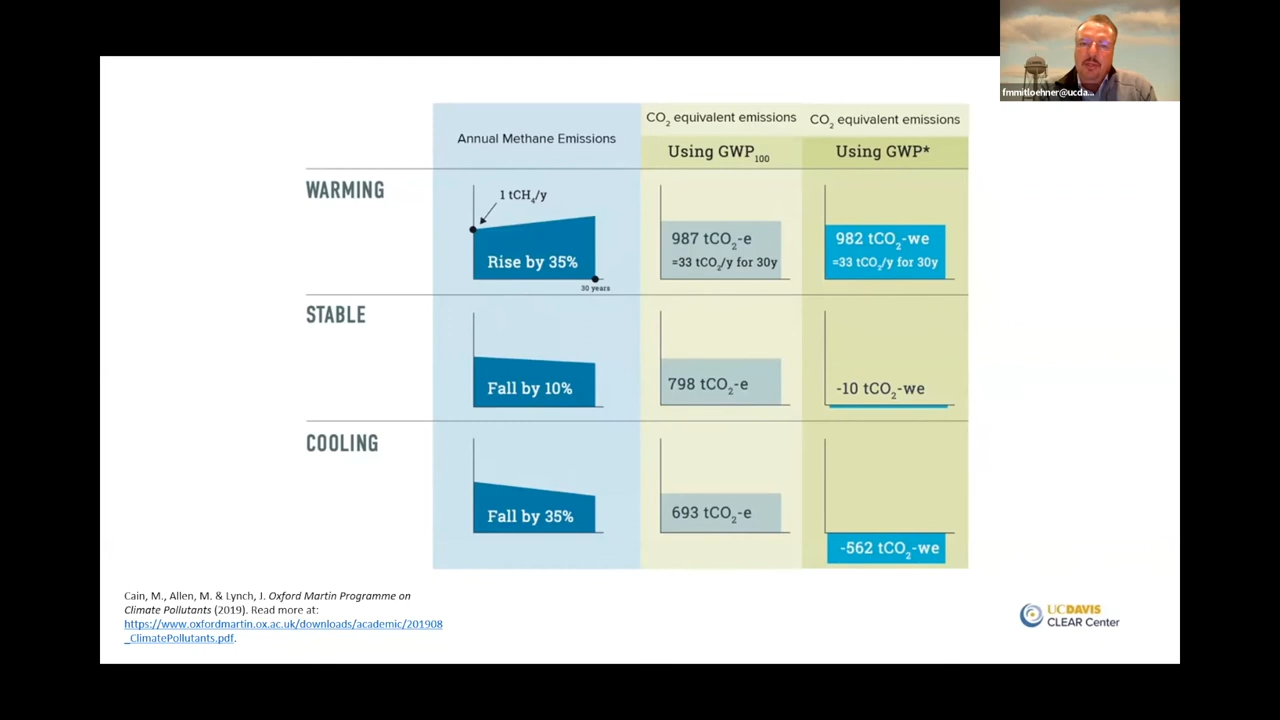 fmmitloehner@ucda...
Annual Methane Emissions
CO2 equivalent emissions
Using GWP100
CO2 equivalent emissions
Using GWP*
WARMING
1 tCH4/y
Rise by 35%
30 years
987 tCO2-e
=33 tCO2/y for 30y
982 tCO2-we
=33 tCO2/y for 30y
STABLE
Fall by 10%
798 tCO2-e
-10 tCO2-we
COOLING
Fall by 35%
693 tCO2-e
-562 tCO2-we
Cain, M., Allen, M. & Lynch, J. Oxford Martin Programme on
Climate Pollutants (2019). Read more at:
https://www.oxfordmartin.ox.ac.uk/downloads/academic/201908
_ClimatePollutants.pdf.
UCDAVIS
CLEAR Center